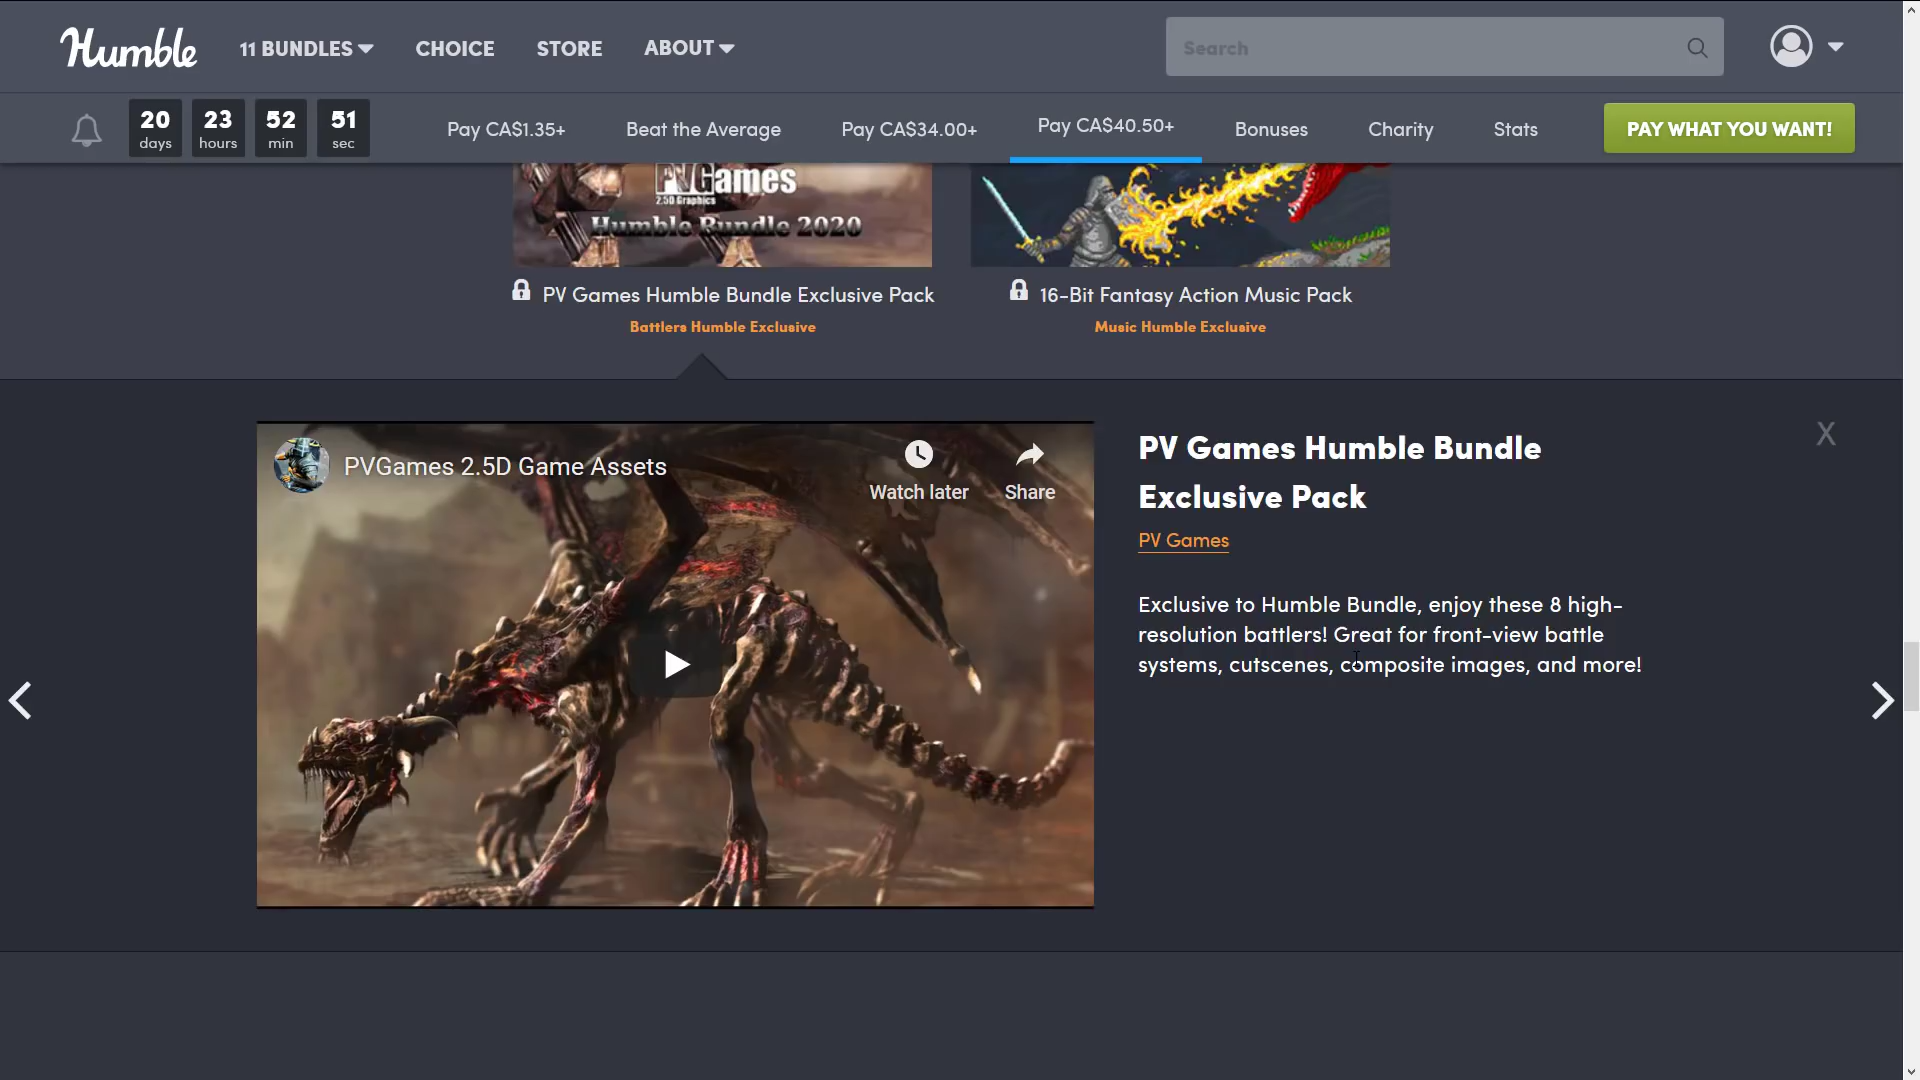 Humble
11 BUNDLES
CHOICE
STORE
ABOUT
Search
20 days
23 hours
52 min
51 sec
Pay CA$1.35+
Beat the Average
Pay CA$34.00+
Pay CA$40.50+
Bonuses
Charity
Stats
PAY WHAT YOU WANT!
PVGames
2.5D Graphics
Humble Bundle 2020
PV Games Humble Bundle Exclusive Pack
Battlers Humble Exclusive
16-Bit Fantasy Action Music Pack
Music Humble Exclusive
PVGames 2.5D Game Assets
Watch later
Share
X
PV Games Humble Bundle
Exclusive Pack
PV Games
Exclusive to Humble Bundle, enjoy these 8 high-
resolution battlers! Great for front-view battle
systems, cutscenes, composite images, and more!